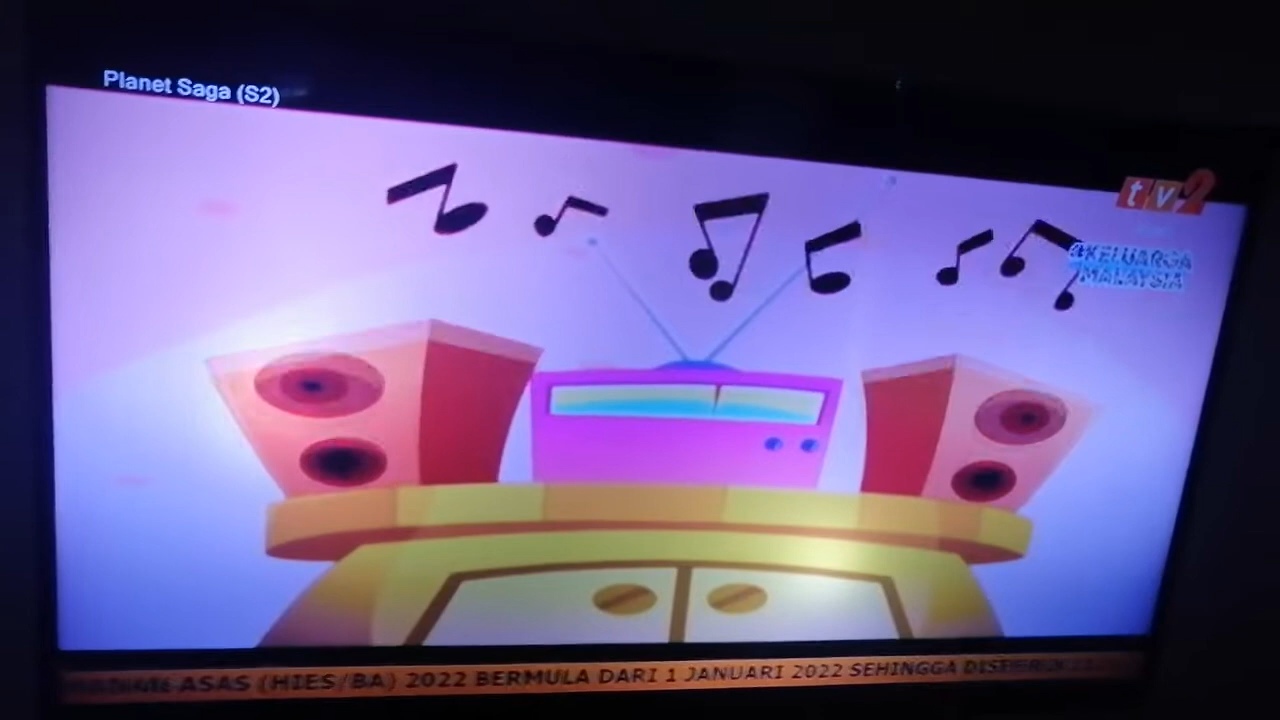 Planet Saga (S2)
tv2
#KELUARGA
MALAYSIA
ASAS (HIES/BA) 2022 BERMULA DARI 1 JANUARI 2022 SEHINGGA